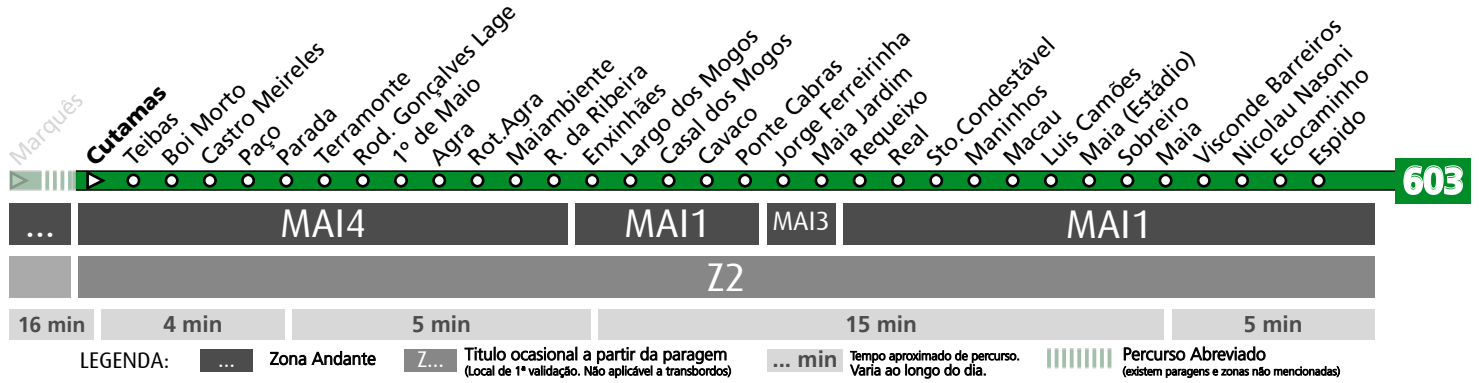 Marquês
Cutamas
Teibas
Boi Morto
Castro Meireles
Paço
Parada
Terramonte
Rod. Gonçalves Lage
1º de Maio
Agra
Rot.Agra
Maiambiente
R. da Ribeira
Enxinhães
Largo dos Mogos
Casal dos Mogos
Cavaco
Ponte Cabras
Jorge Ferreirinha
Maia Jardim
Requeixo
Real
Sto.Condestável
Maninhos
Macau
Luis Camões
Maia (Estádio)
Sobreiro
Maia
Visconde Barreiros
Nicolau Nasoni
Ecocaminho
Espido
603
... MAI4 MAI1 MAI3 MAI1
Z2
16 min 4 min 5 min 15 min 5 min
LEGENDA:
... Zona Andante
Z... Titulo ocasional a partir da paragem
(Local de 1ª validação. Não aplicável a transbordos)
... min Tempo aproximado de percurso.
Varia ao longo do dia.
Percurso Abreviado
(existem paragens e zonas não mencionadas)